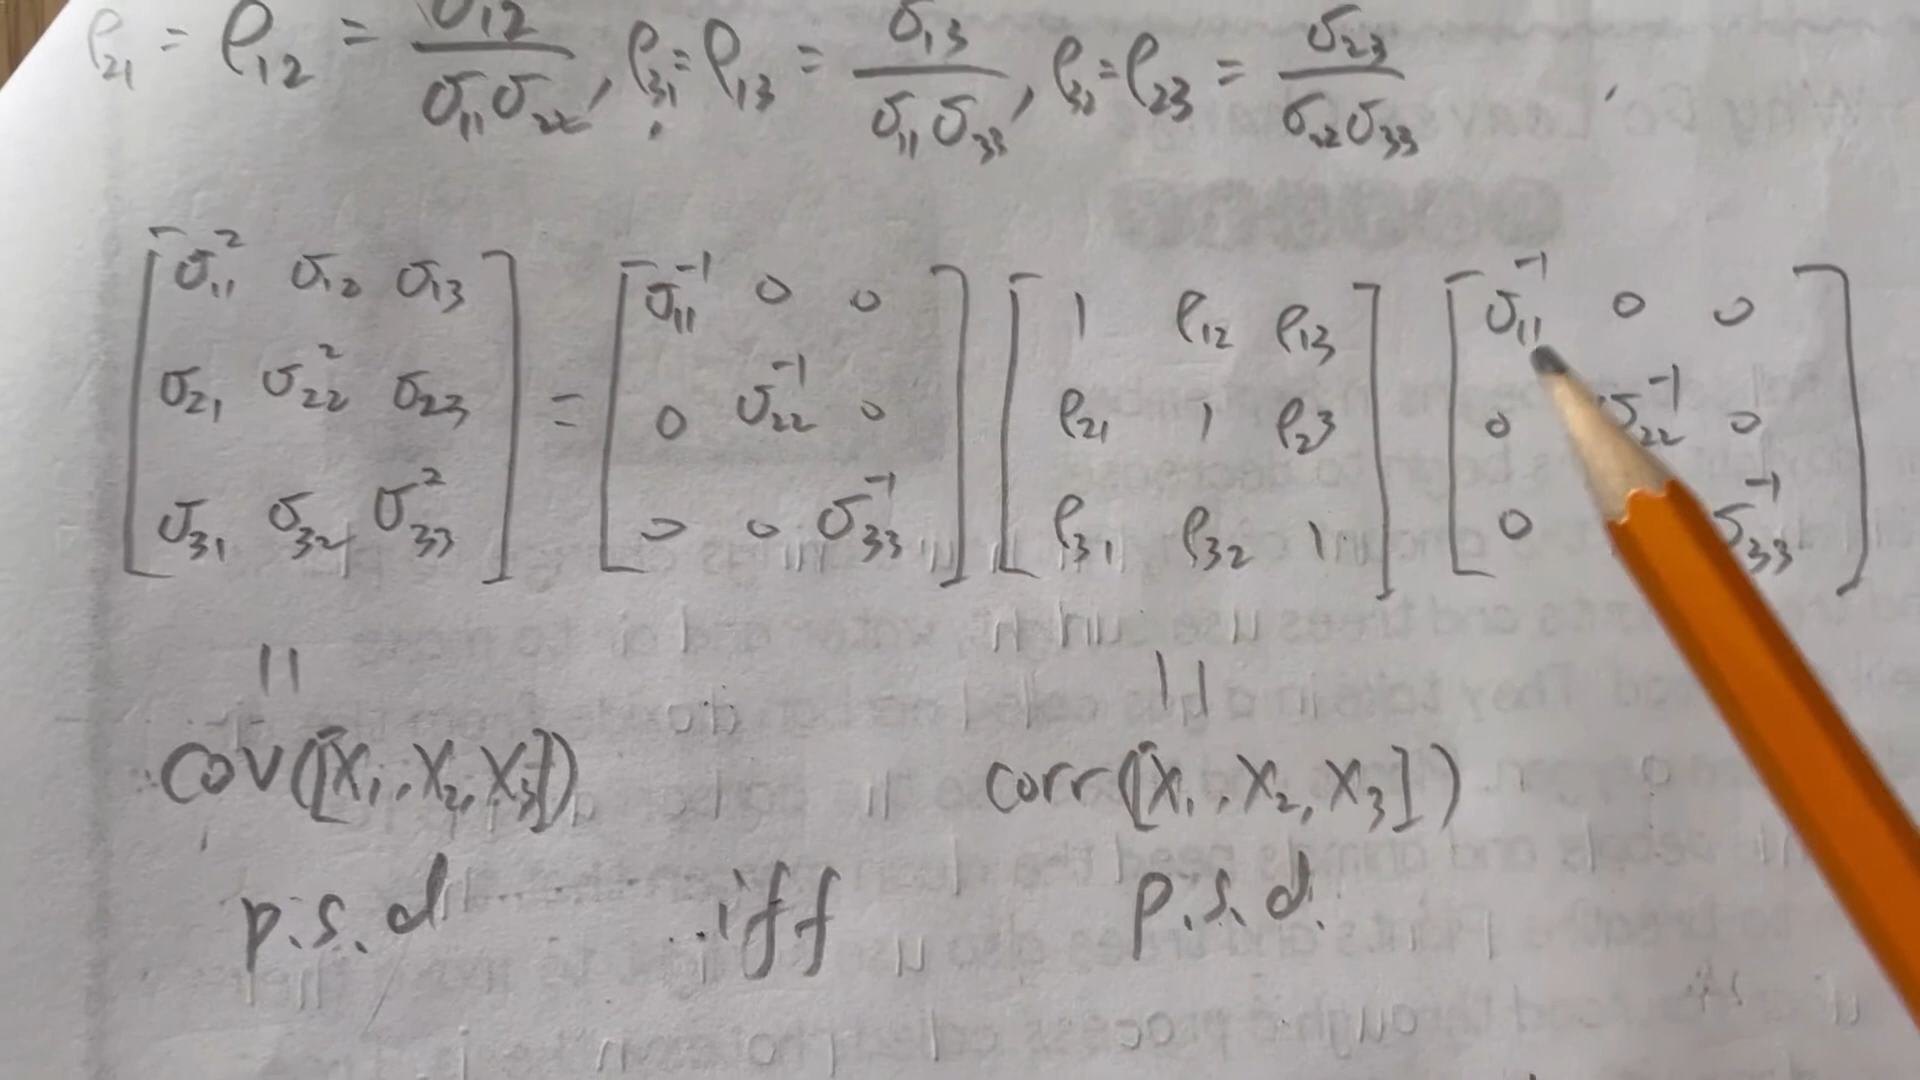 ρ₂₁ = ρ₁₂ = σ₁₂ / (σ₁₁σ₂₂), ρ₃₁ = ρ₁₃ = σ₁₃ / (σ₁₁σ₃₃), ρ₃₂ = ρ₂₃ = σ₂₃ / (σ₂₂σ₃₃)
[σ₁₁² σ₁₂ σ₁₃] [σ₁₁⁻¹ 0 0] [1 ρ₁₂ ρ₁₃] [σ₁₁⁻¹ 0 0]
[σ₂₁ σ₂₂² σ₂₃] = [0 σ₂₂⁻¹ 0] [ρ₂₁ 1 ρ₂₃] [0 σ₂₂⁻¹ 0]
[σ₃₁ σ₃₂ σ₃₃²] [0 0 σ₃₃⁻¹] [ρ₃₁ ρ₃₂ 1] [0 σ₃₃⁻¹]
|| ||
cov([X₁, X₂, X₃]) corr([X₁, X₂, X₃])
p.s.d iff p.s.d.